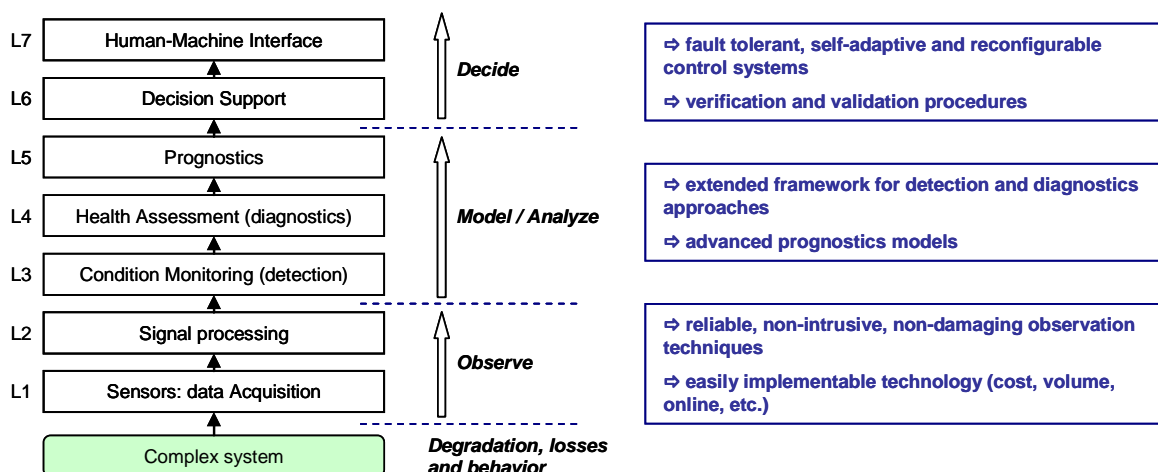 L7
Human-Machine Interface
L6
Decision Support
L5
Prognostics
L4
Health Assessment (diagnostics)
L3
Condition Monitoring (detection)
L2
Signal processing
L1
Sensors: data Acquisition
Complex system
Decide
Model / Analyze
Observe
Degradation, losses
and behavior
⇨ fault tolerant, self-adaptive and reconfigurable
control systems
⇨ verification and validation procedures
⇨ extended framework for detection and diagnostics
approaches
⇨ advanced prognostics models
⇨ reliable, non-intrusive, non-damaging observation
techniques
⇨ easily implementable technology (cost, volume,
online, etc.)